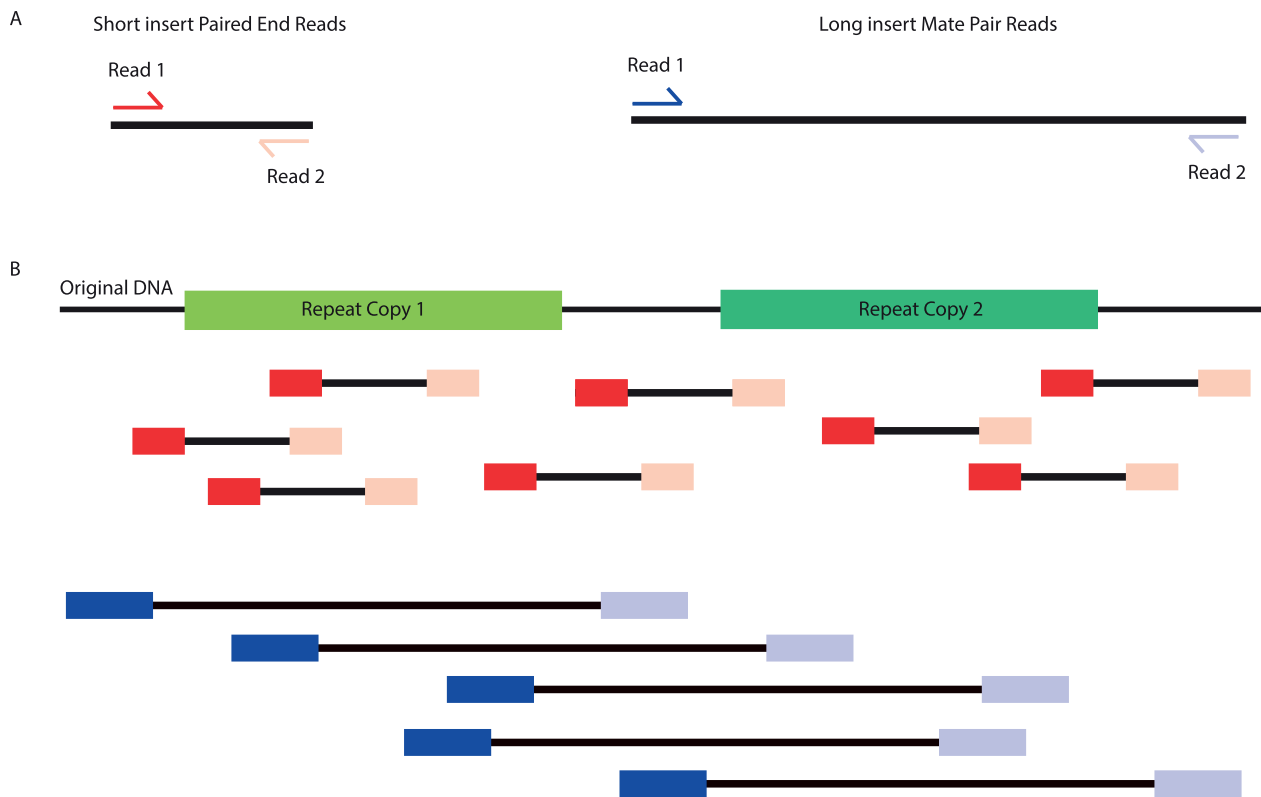 A
Short insert Paired End Reads
Long insert Mate Pair Reads
Read 1
Read 1
Read 2
Read 2
B
Original DNA
Repeat Copy 1
Repeat Copy 2